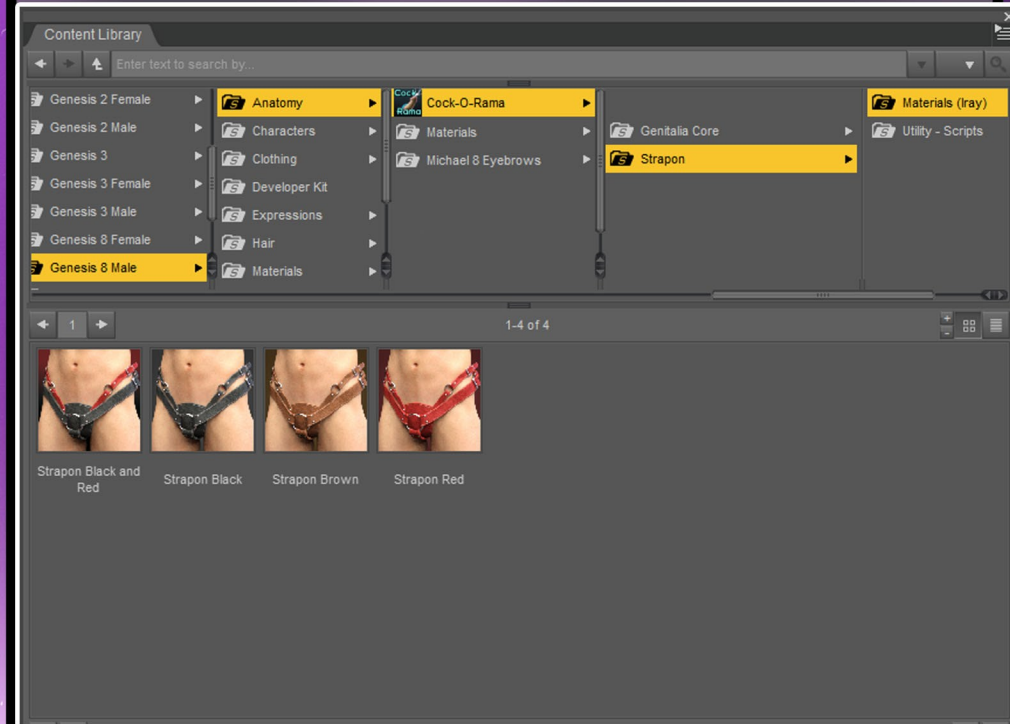 Content Library
Enter text to search by...
Genesis 2 Female
Genesis 2 Male
Genesis 3
Genesis 3 Female
Genesis 3 Male
Genesis 8 Female
Genesis 8 Male
Anatomy
Characters
Clothing
Developer Kit
Expressions
Hair
Materials
Cock-O-Rama
Cock
Rama
Materials
Michael 8 Eyebrows
Genitalia Core
Strapon
Materials (Iray)
Utility - Scripts
1
1-4 of 4
Strapon Black and
Red
Strapon Black
Strapon Brown
Strapon Red